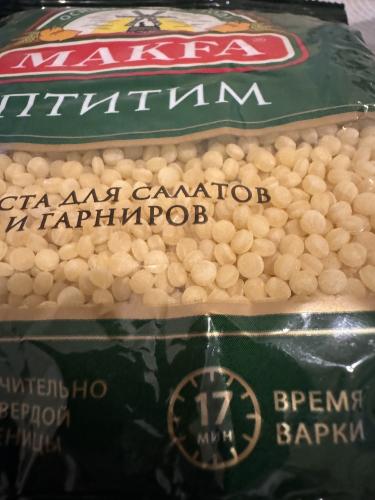 MAKFA®
ПТИТИМ
СТА ДЛЯ САЛАТОВ
И ГАРНИРОВ
ЧИТЕЛЬНО
ВЕРДОЙ
ЕНИЦЫ
17
МИН
ВРЕМЯ
ВАРКИ